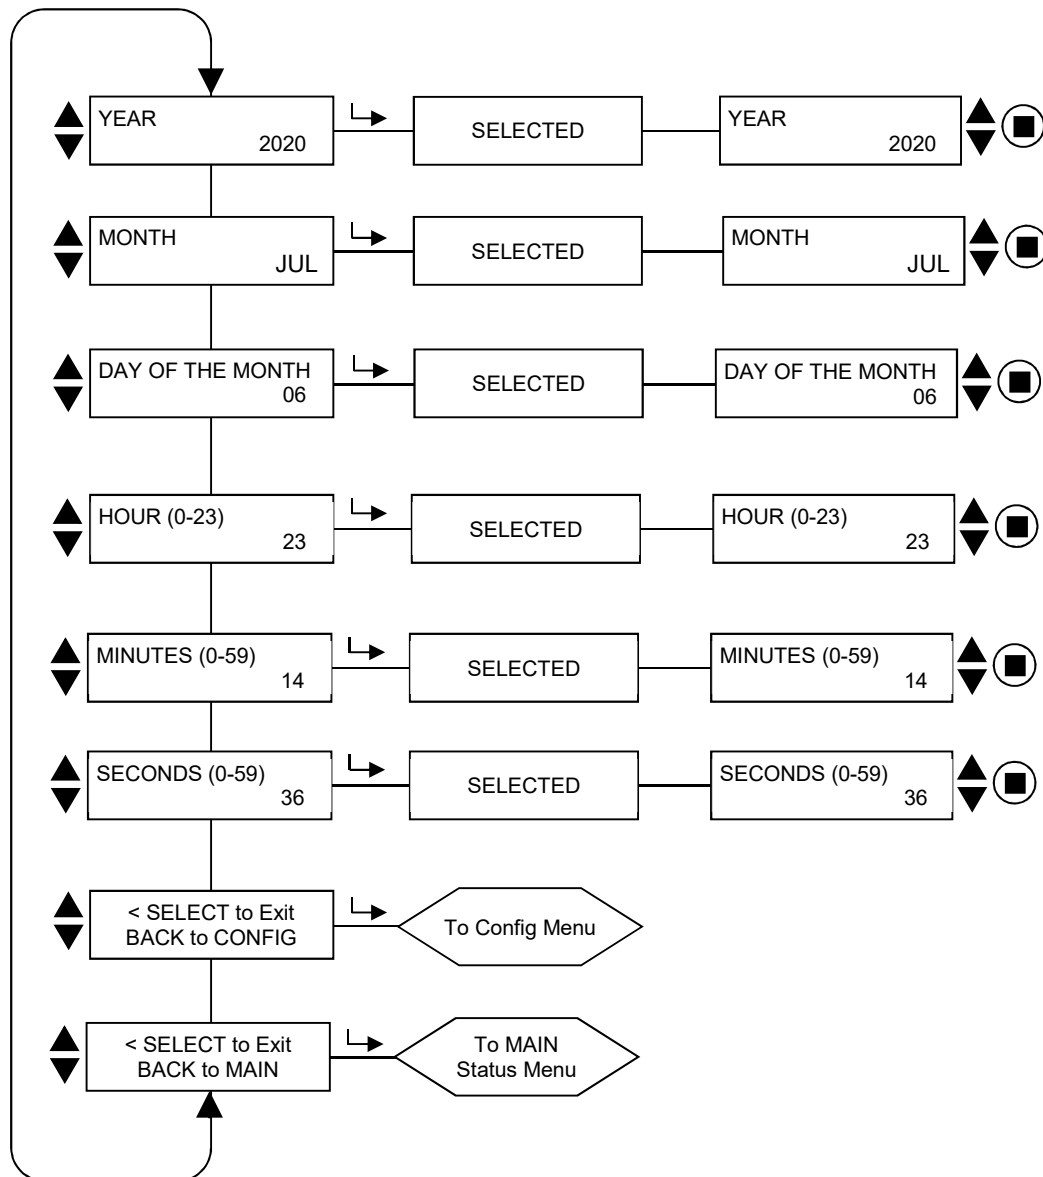 YEAR
2020
SELECTED
YEAR
2020
MONTH
JUL
SELECTED
MONTH
JUL
DAY OF THE MONTH
06
SELECTED
DAY OF THE MONTH
06
HOUR (0-23)
23
SELECTED
HOUR (0-23)
23
MINUTES (0-59)
14
SELECTED
MINUTES (0-59)
14
SECONDS (0-59)
36
SELECTED
SECONDS (0-59)
36
< SELECT to Exit
BACK to CONFIG
To Config Menu
< SELECT to Exit
BACK to MAIN
To MAIN
Status Menu